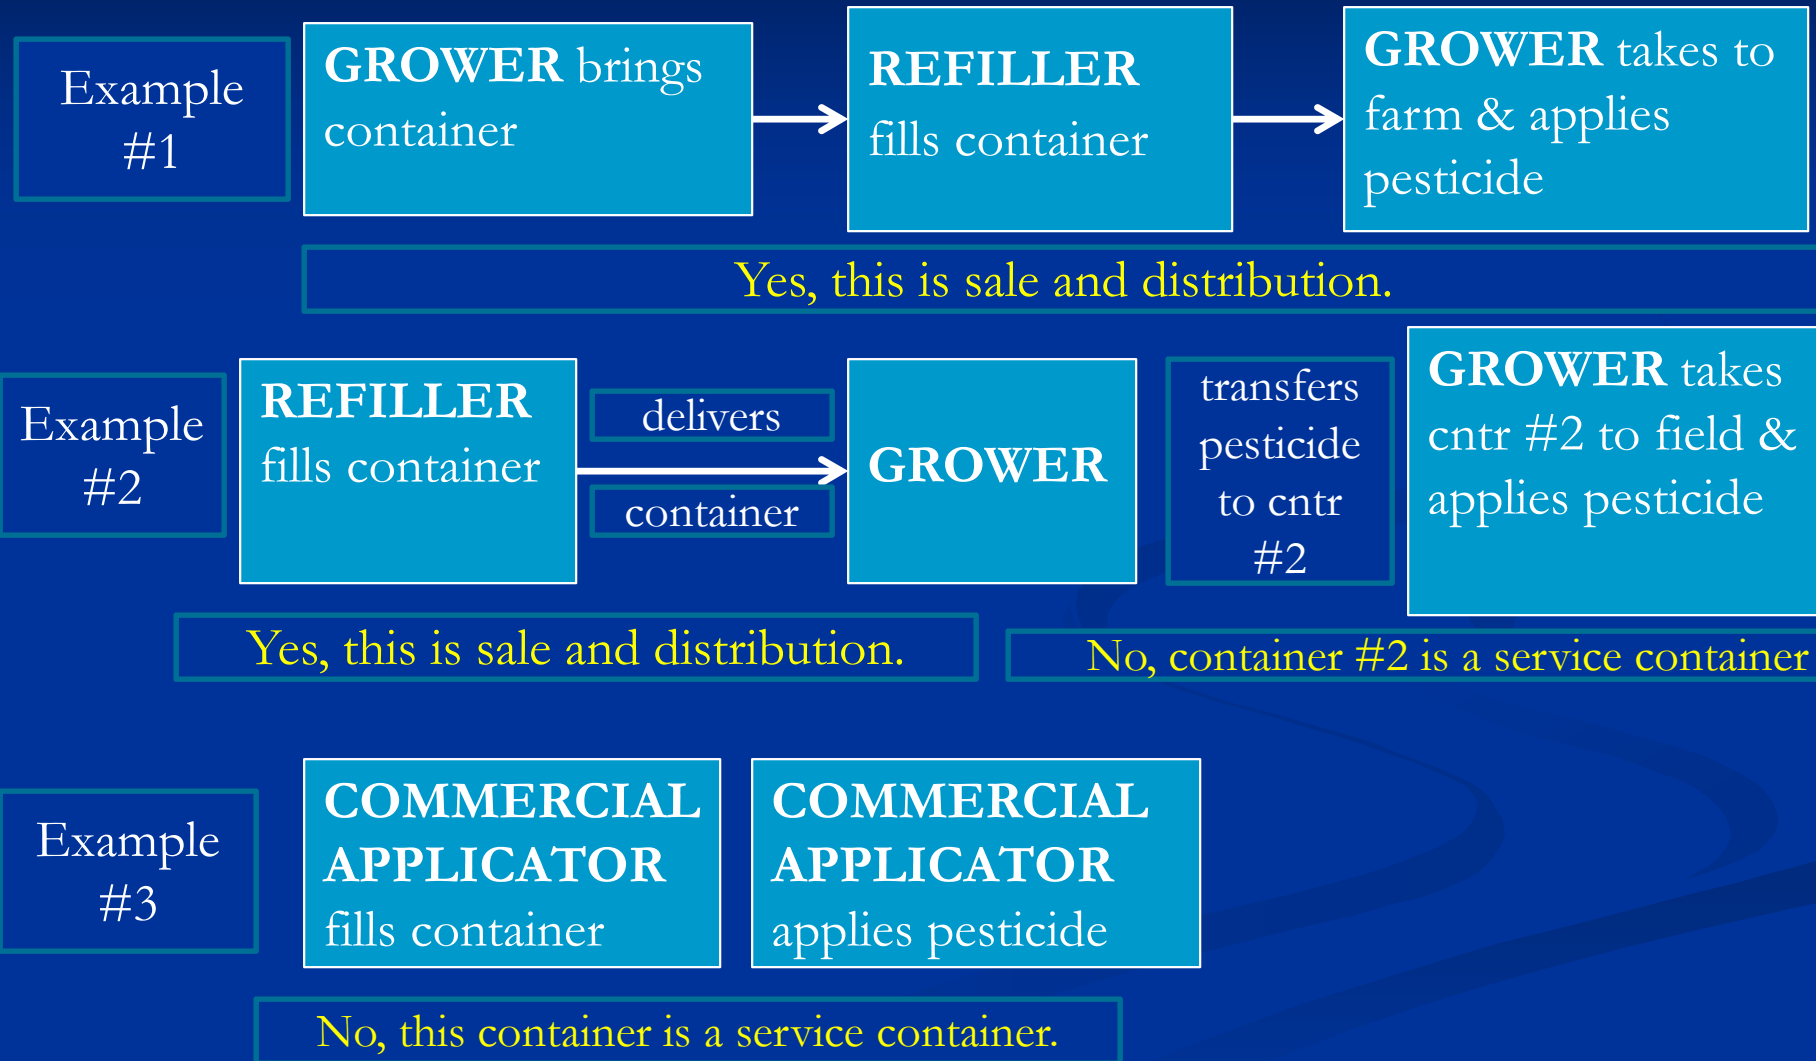 Example
#1
GROWER brings
container
REFILLER
fills container
GROWER takes to
farm & applies
pesticide
Yes, this is sale and distribution.
Example
#2
REFILLER
fills container
delivers
container
GROWER
transfers
pesticide
to cntr
#2
GROWER takes
cntr #2 to field &
applies pesticide
Yes, this is sale and distribution.
No, container #2 is a service container
Example
#3
COMMERCIAL
APPLICATOR
fills container
COMMERCIAL
APPLICATOR
applies pesticide
No, this container is a service container.